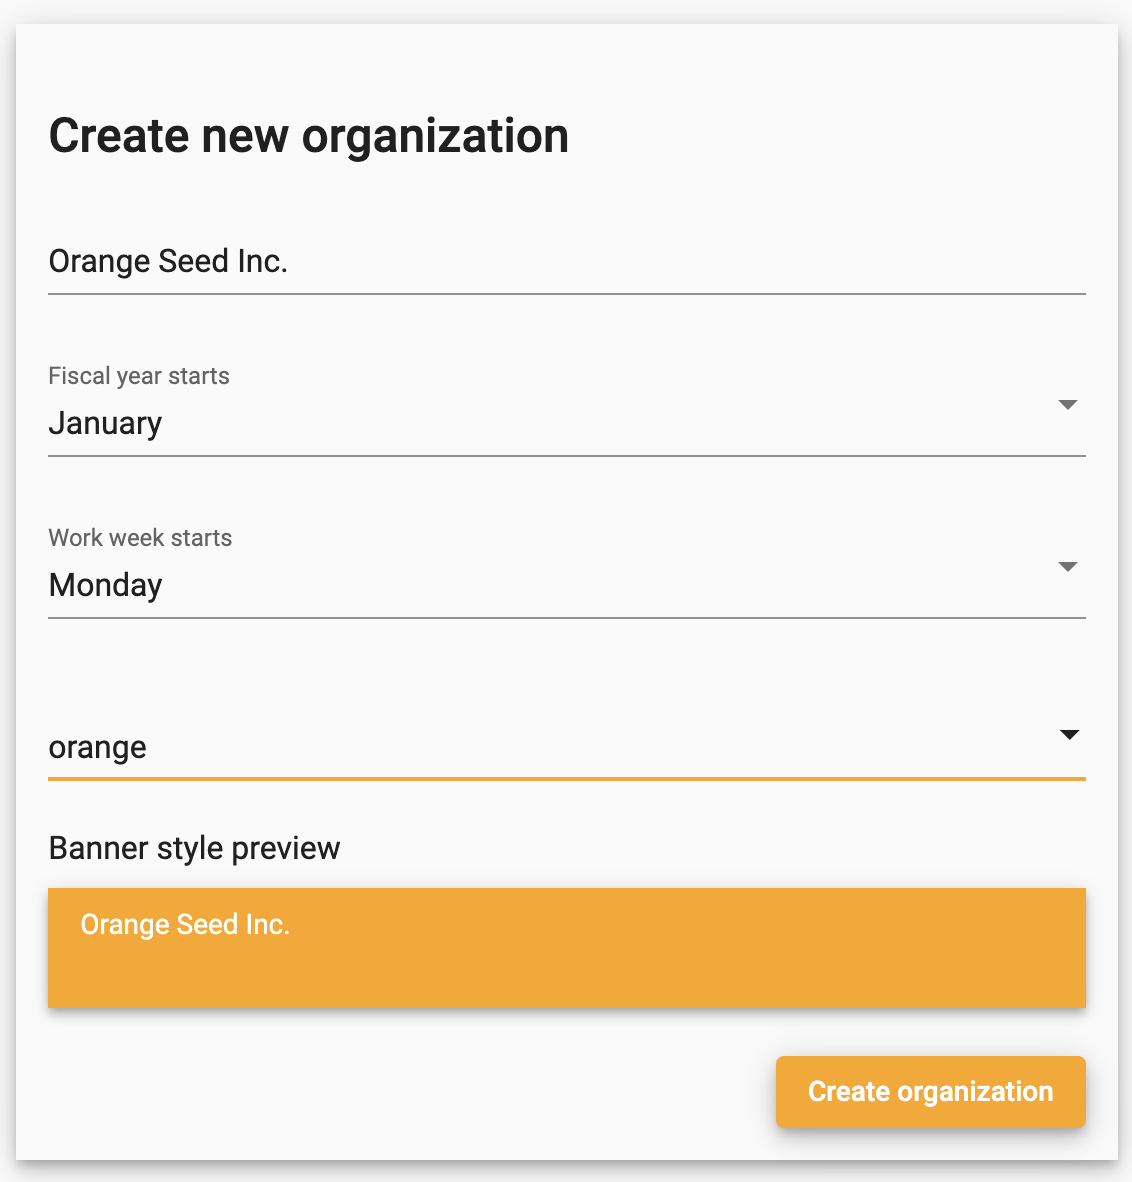 Create new organization
Orange Seed Inc.
Fiscal year starts
January
Work week starts
Monday
orange
Banner style preview
Orange Seed Inc.
Create organization